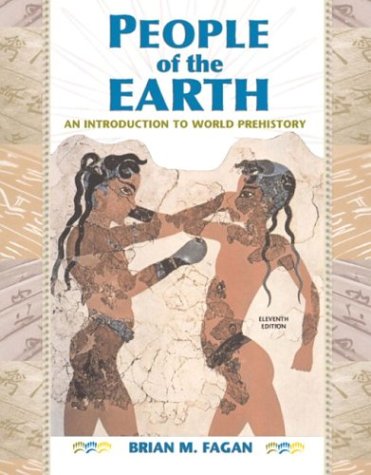 PEOPLE
of the
EARTH
AN INTRODUCTION TO WORLD PREHISTORY
ELEVENTH
EDITION
BRIAN M. FAGAN